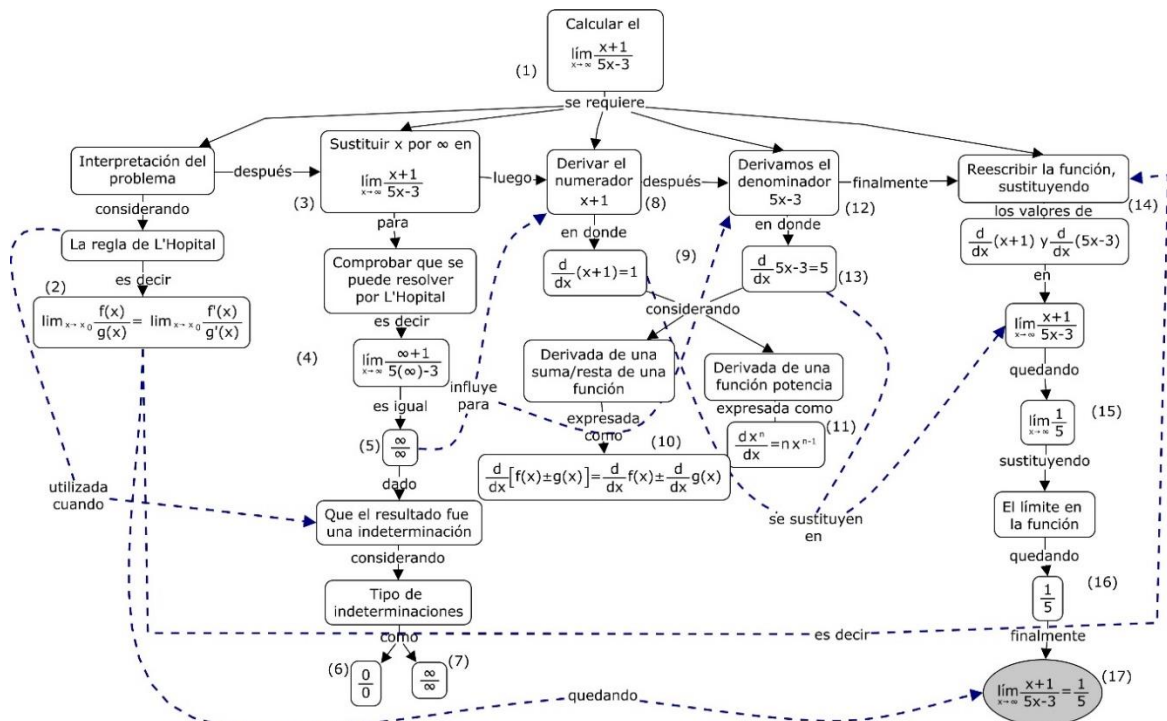 Calcular el
lím x→∞ x+1/5x-3
(1)
se requiere
Interpretación del
problema
después
Sustituir x por ∞ en
lím x→∞ x+1/5x-3
(3)
luego
Derivar el
numerador
x+1
(8)
después
Derivamos el
denominador
5x-3
(12)
finalmente
Reescribir la función,
sustituyendo
(14)
considerando
La regla de L'Hopital
es decir
(2)
lim x→x₀ f(x)/g(x) = lim x→x₀ f'(x)/g'(x)
utilizada
cuando
para
Comprobar que se
puede resolver
por L'Hopital
es decir
(4)
lím x→∞ ∞+1/5(∞)-3
es igual
(5)
∞/∞
influye
para
dado
Que el resultado fue
una indeterminación
considerando
Tipo de
indeterminaciones
como
(6)
0/0
∞/∞
(7)
en donde
d/dx(x+1)=1
(9)
en donde
d/dx 5x-3=5
(13)
considerando
Derivada de una
suma/resta de una
función
expresada
como
(10)
d/dx[f(x)±g(x)]=d/dx f(x)±d/dx g(x)
Derivada de una
función potencia
expresada como
(11)
dxⁿ/dx=nxⁿ⁻¹
se sustituyen
en
los valores de
d/dx(x+1) y d/dx(5x-3)
en
lím x→∞ x+1/5x-3
quedando
lím x→∞ 1/5
(15)
sustituyendo
El límite en
la función
quedando
1/5
(16)
es decir
finalmente
quedando
lím x→∞ x+1/5x-3=1/5
(17)